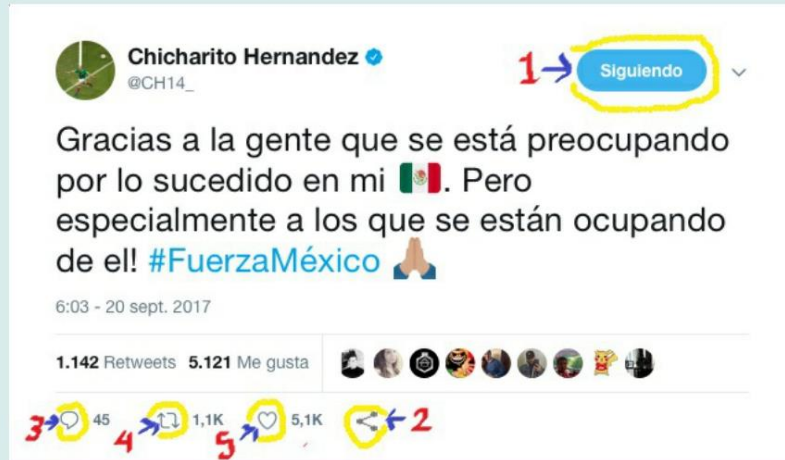 Chicharito Hernandez
@CH14_
1 Siguiendo
Gracias a la gente que se está preocupando
por lo sucedido en mi 🇲🇽. Pero
especialmente a los que se están ocupando
de el! #FuerzaMéxico 🙏
6:03 - 20 sept. 2017
1.142 Retweets 5.121 Me gusta
3 45 4 1,1K 5 5,1K 2